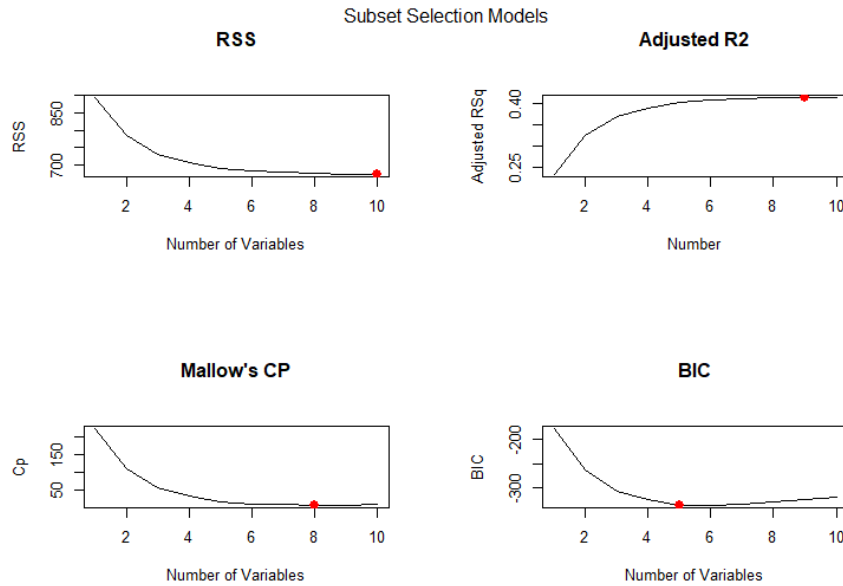 Subset Selection Models
RSS
Adjusted R2
RSS
700 850
2 4 6 8 10
Number of Variables
Adjusted RSq
0.25 0.40
2 4 6 8 10
Number
Mallow's CP
BIC
Cp
50 150
2 4 6 8 10
Number of Variables
BIC
-300 -200
2 4 6 8 10
Number of Variables